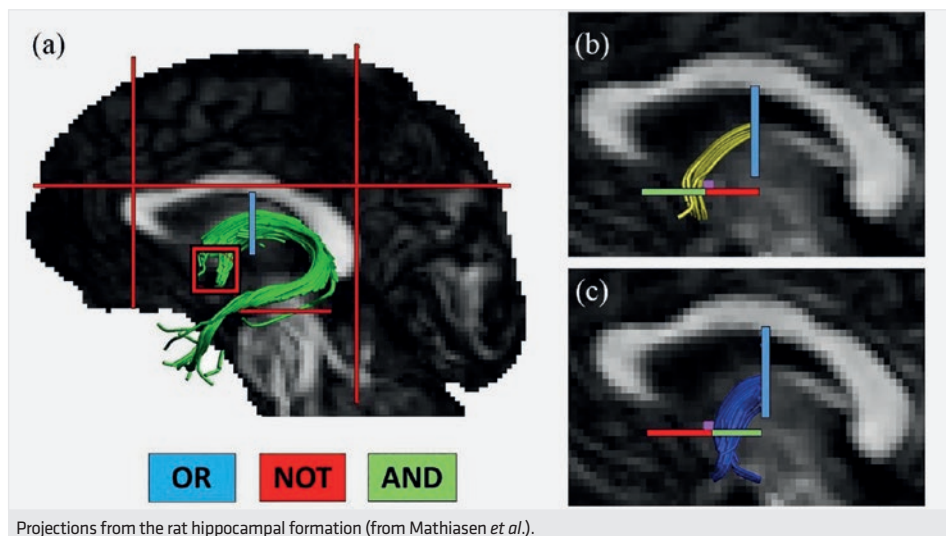 (a)
(b)
(c)
OR NOT AND
Projections from the rat hippocampal formation (from Mathiasen et al.).